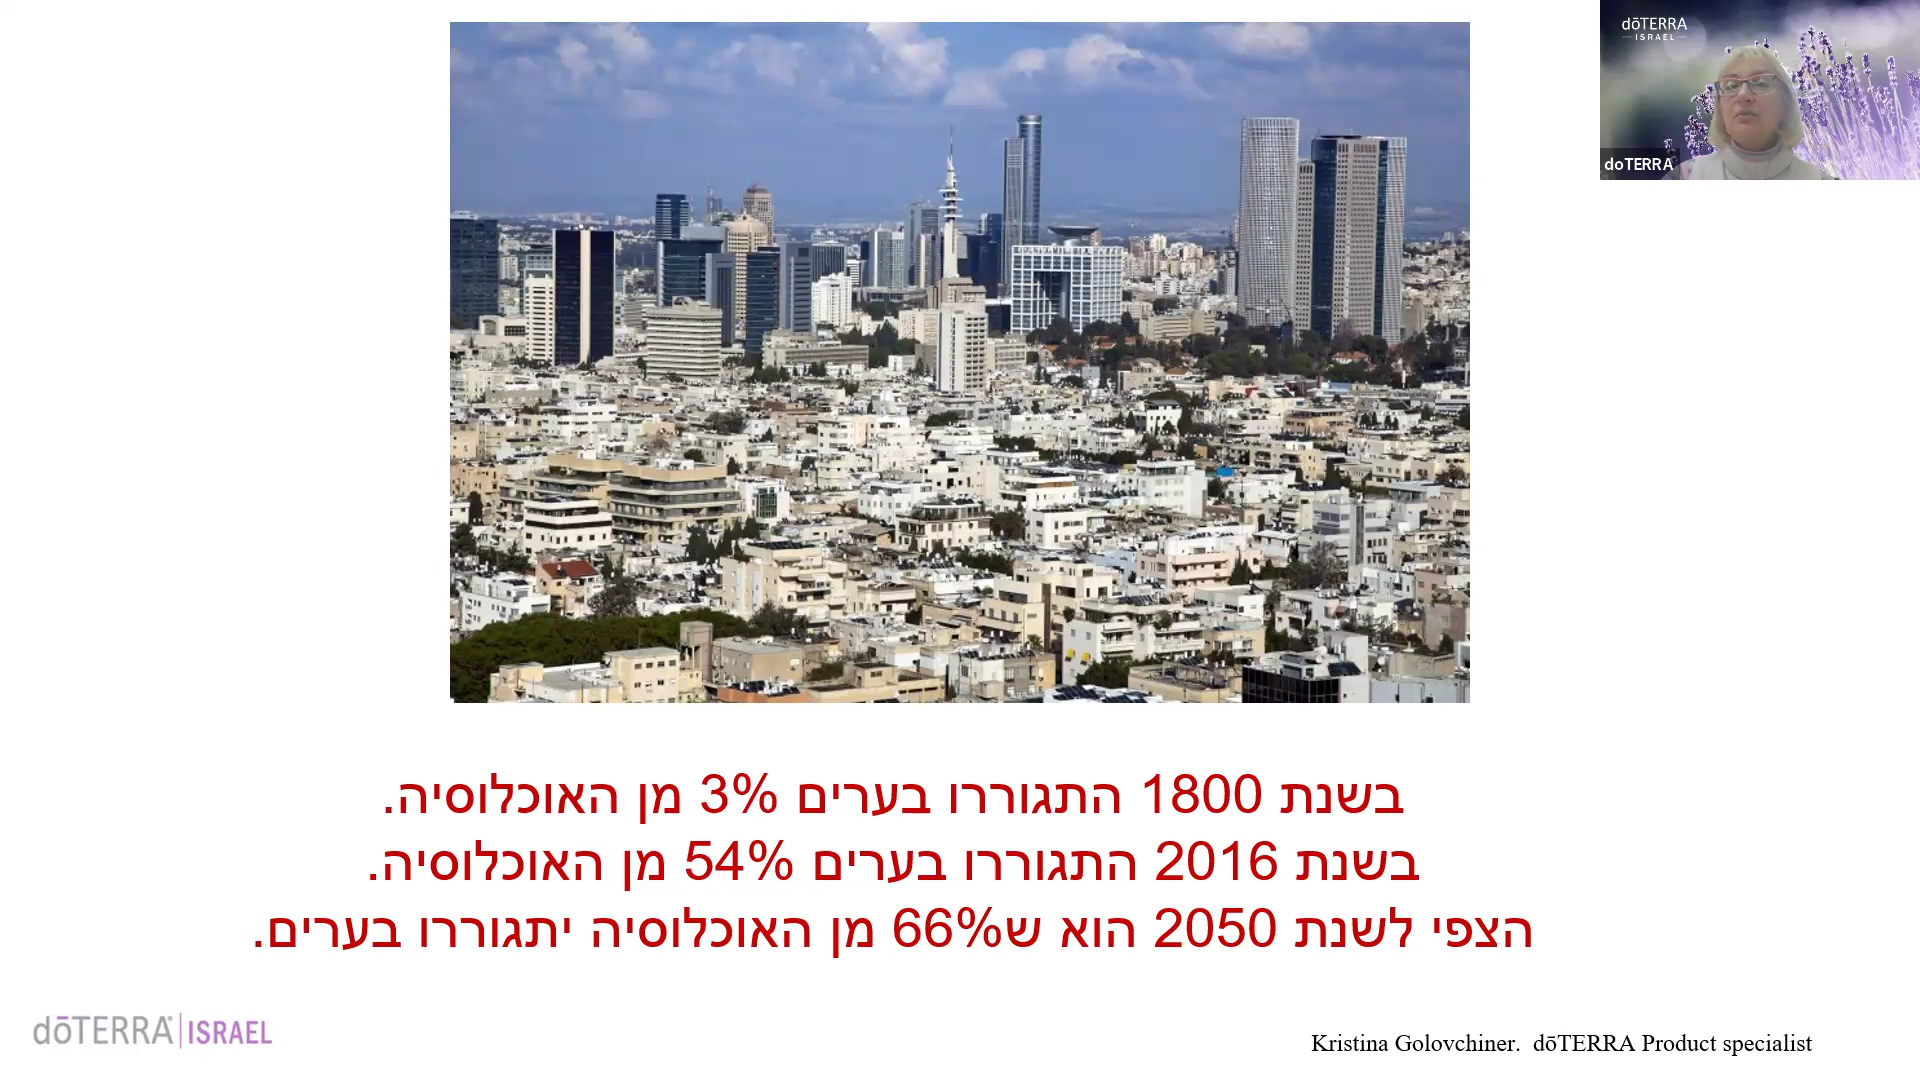 dōTERRA
ISRAEL
doTERRA
בשנת 1800 התגוררו בערים 3% מן האוכלוסיה.
בשנת 2016 התגוררו בערים 54% מן האוכלוסיה.
הצפי לשנת 2050 הוא ש66% מן האוכלוסיה יתגוררו בערים.
dōTERRA | ISRAEL
Kristina Golovchiner. dōTERRA Product specialist